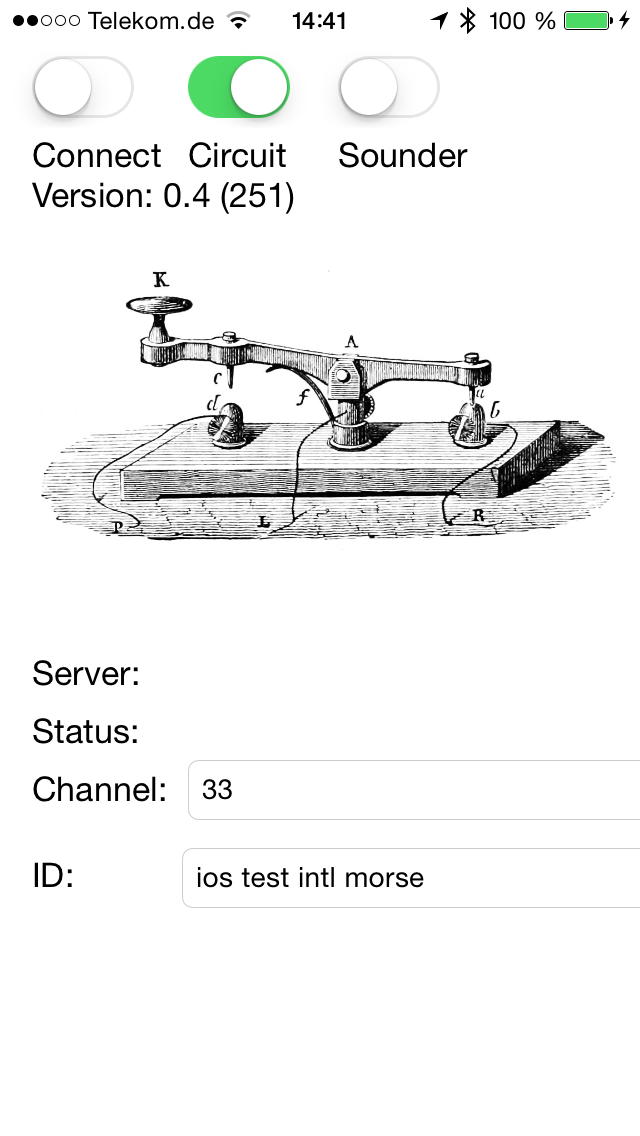 Telekom.de 14:41 100 %
Connect Circuit Sounder
Version: 0.4 (251)
K
A
c
f
a
d
b
P
L
R
Server:
Status:
Channel: 33
ID: ios test intl morse